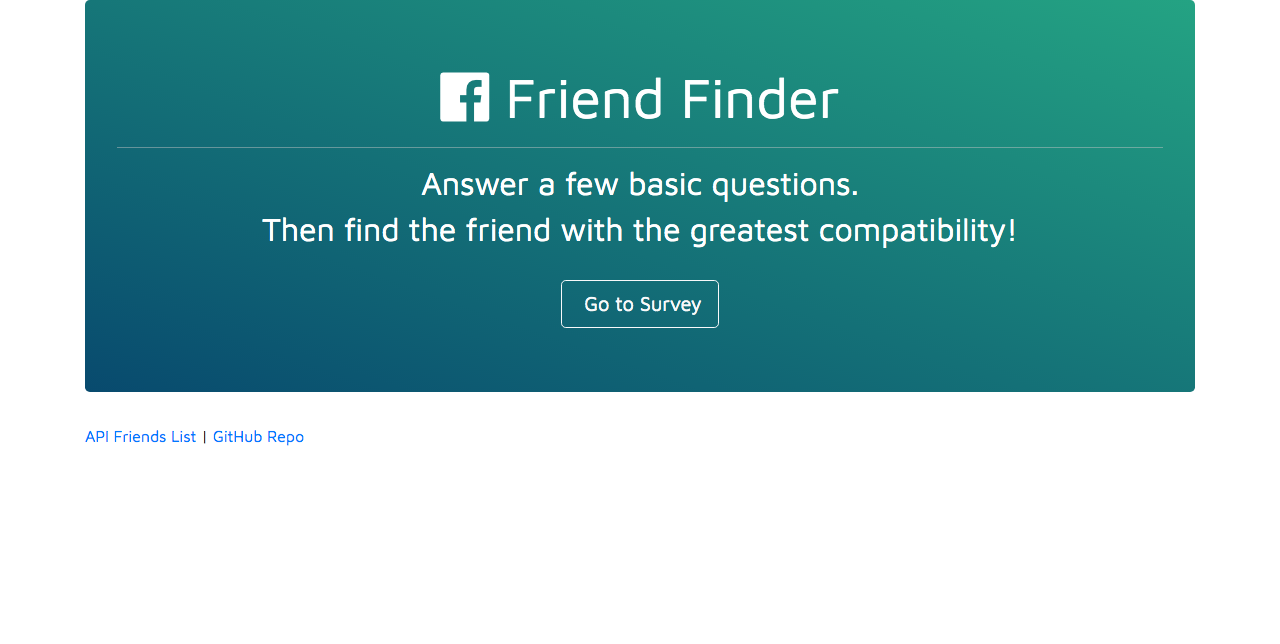 Friend Finder
Answer a few basic questions.
Then find the friend with the greatest compatibility!
Go to Survey
API Friends List | GitHub Repo